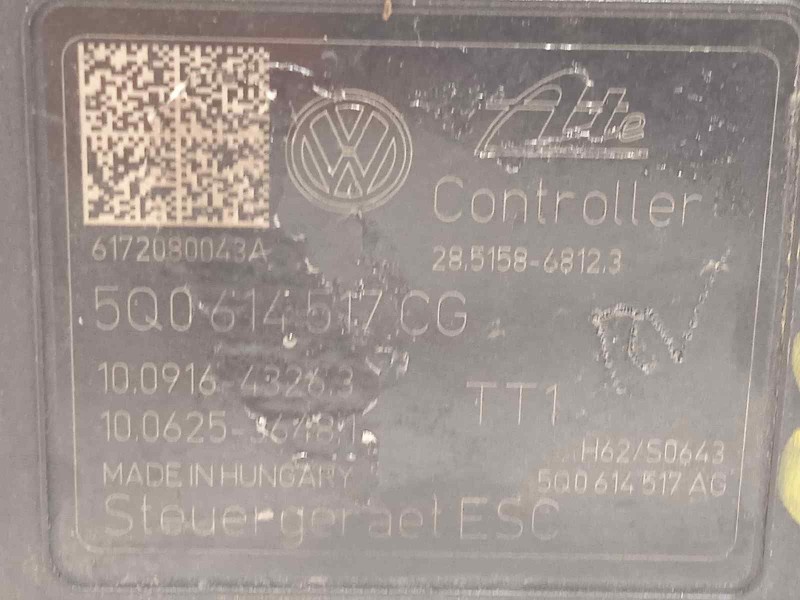 Ate
Controller
6172080043A
28.5158-6812.3
5Q0 614 517 CG
10.0916-4326.3
TT1
10.0625-3648.1
H62/S0643
MADE IN HUNGARY
5Q0 614 517 AG
Steuergeraet ESC